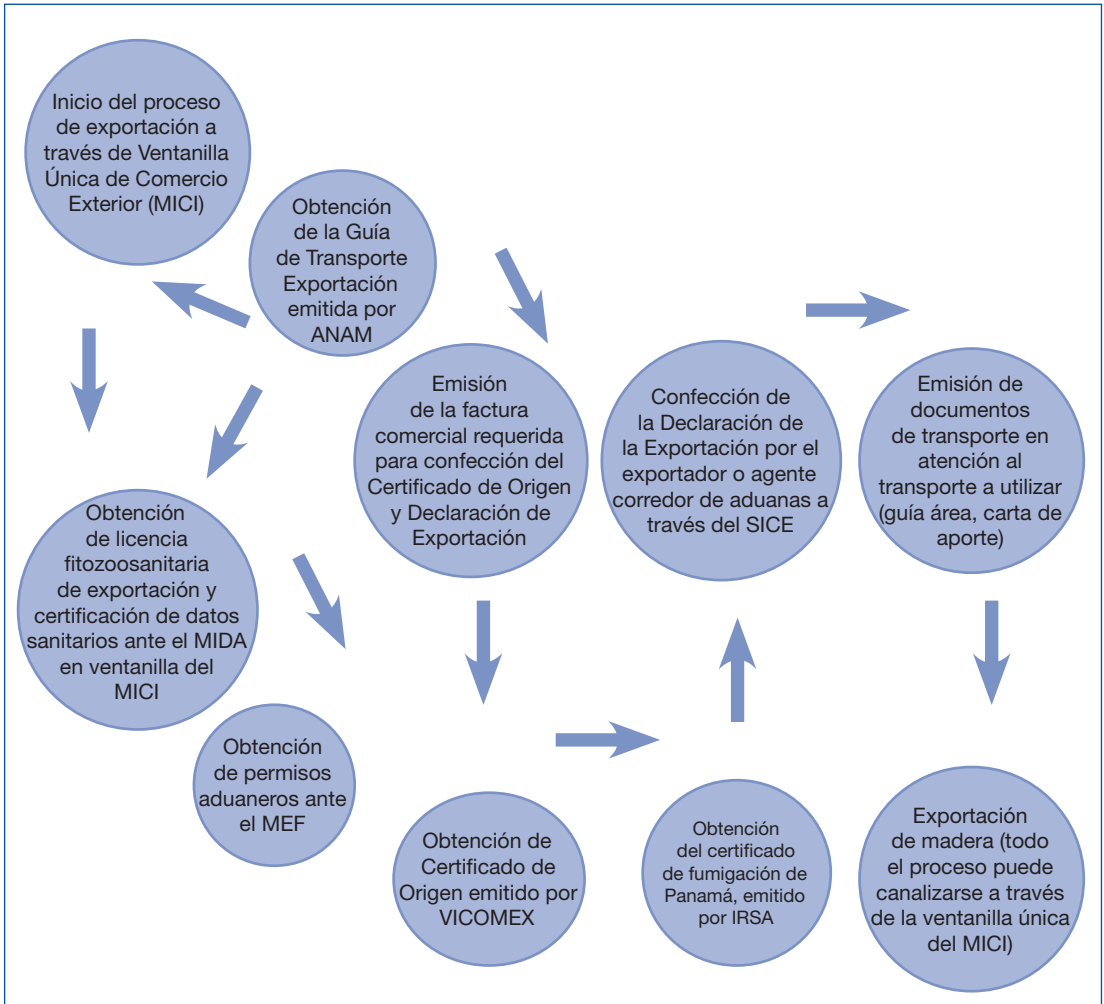 Inicio del proceso
de exportación a
través de Ventanilla
Única de Comercio
Exterior (MICI)
Obtención
de la Guía
de Transporte
Exportación
emitida por
ANAM
Obtención
de licencia
fitozoosanitaria
de exportación y
certificación de datos
sanitarios ante el MIDA
en ventanilla del
MICI
Obtención
de permisos
aduaneros ante
el MEF
Emisión
de la factura
comercial requerida
para confección del
Certificado de Origen
y Declaración de
Exportación
Obtención de
Certificado de
Origen emitido por
VICOMEX
Obtención
del certificado
de fumigación de
Panamá, emitido
por IRSA
Confección de
la Declaración de
la Exportación por el
exportador o agente
corredor de aduanas a
través del SICE
Emisión de
documentos
de transporte en
atención al
transporte a utilizar
(guía área, carta de
aporte)
Exportación
de madera (todo
el proceso puede
canalizarse a través
de la ventanilla única
del MICI)